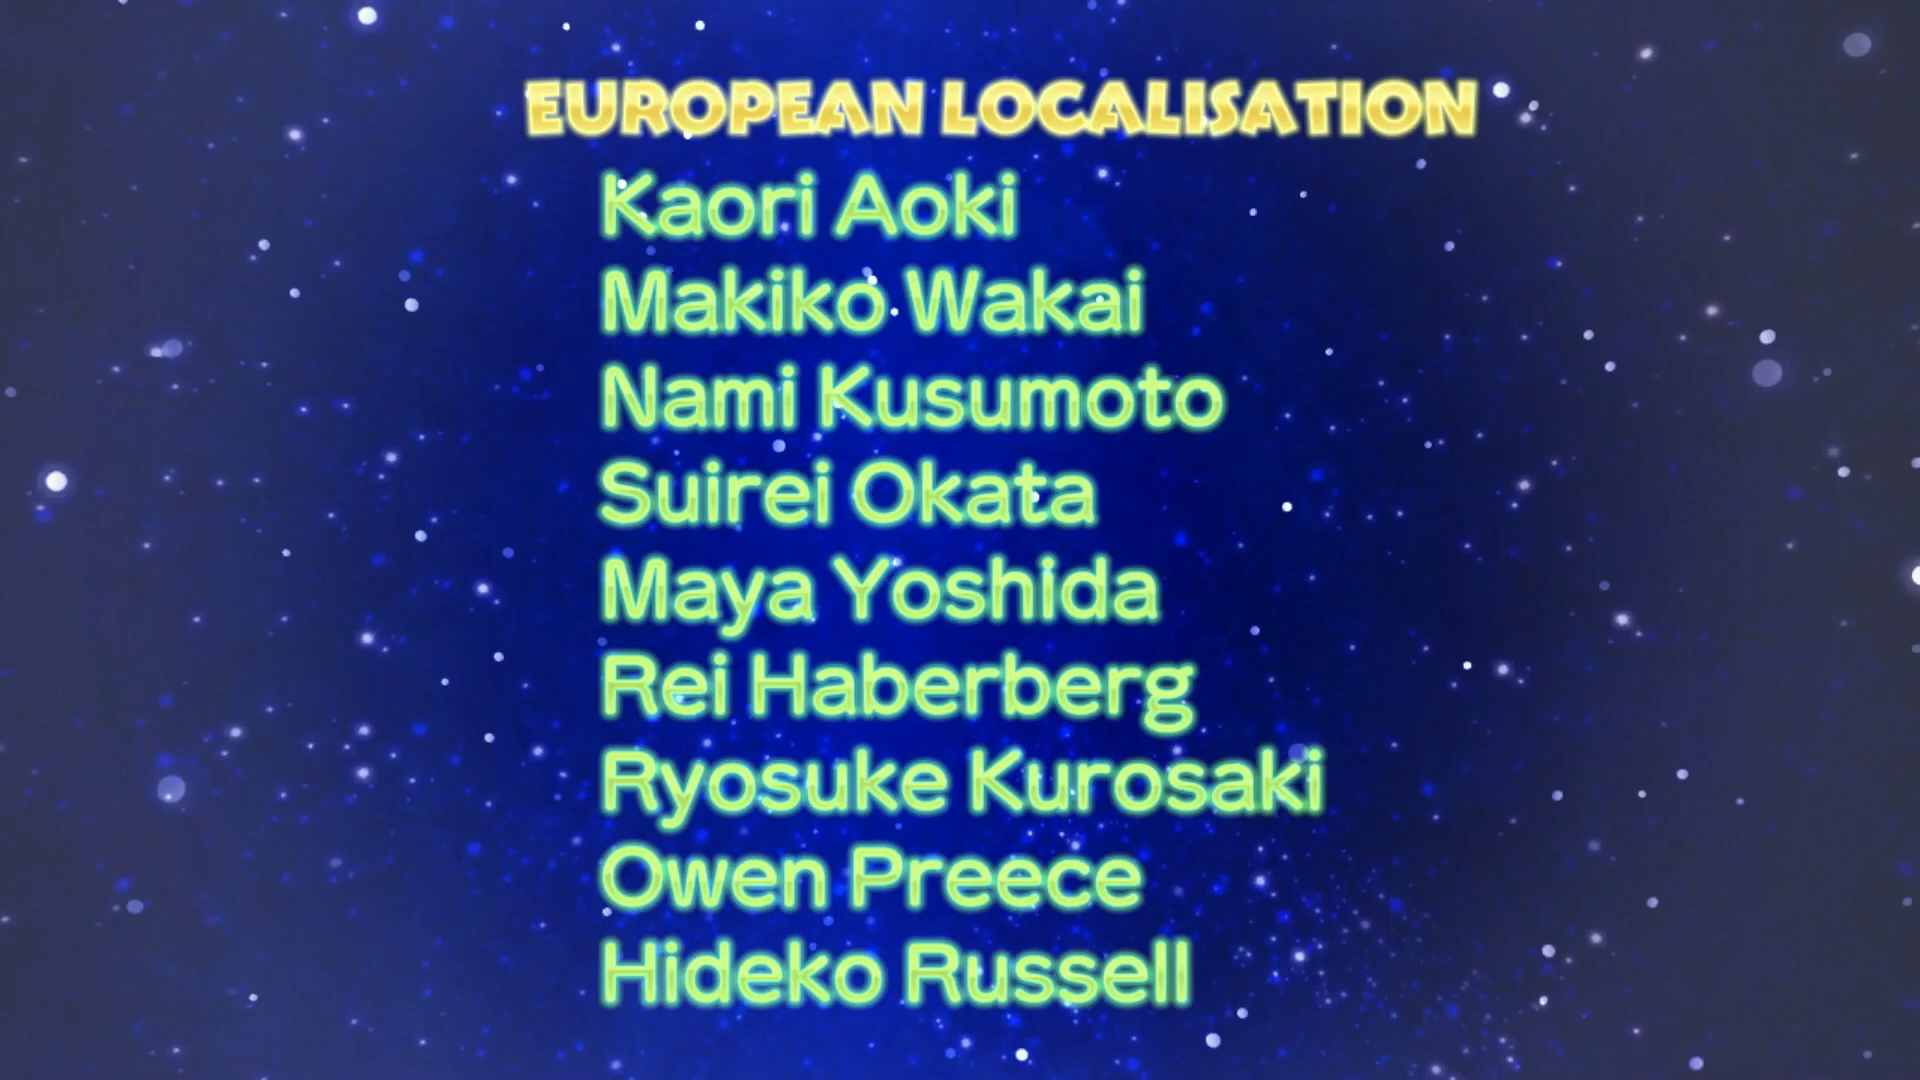 EUROPEAN LOCALISATION
Kaori Aoki
Makiko Wakai
Nami Kusumoto
Suirei Okata
Maya Yoshida
Rei Haberberg
Ryosuke Kurosaki
Owen Preece
Hideko Russell